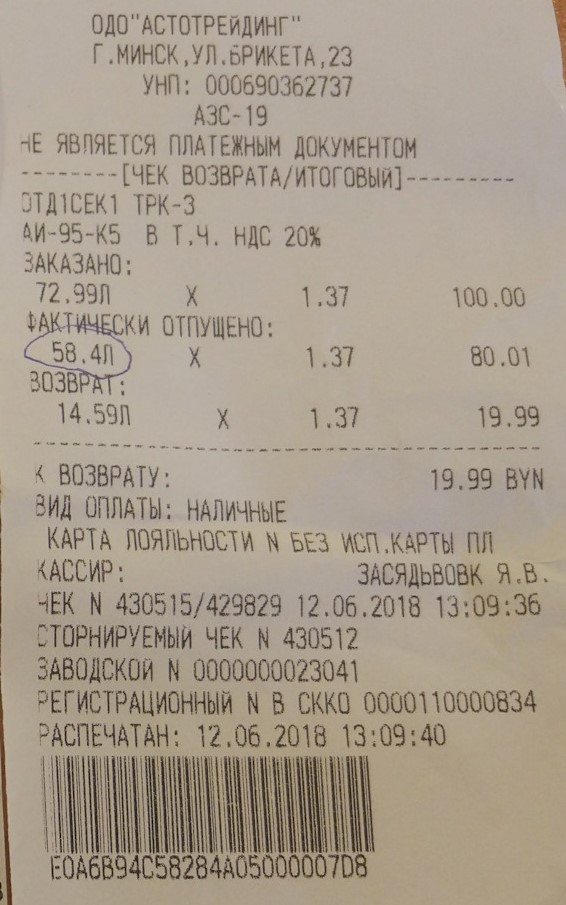 ОДО"АСТОТРЕЙДИНГ"
Г.МИНСК,УЛ.БРИКЕТА,23
УНП: 000690362737
АЗС-19
НЕ ЯВЛЯЕТСЯ ПЛАТЕЖНЫМ ДОКУМЕНТОМ
--------[ЧЕК ВОЗВРАТА/ИТОГОВЫЙ]---------
ОТД1СЕК1 ТРК-3
АИ-95-К5 В Т.Ч. НДС 20%
ЗАКАЗАНО:
72.99Л X 1.37 100.00
ФАКТИЧЕСКИ ОТПУЩЕНО:
58.4Л X 1.37 80.01
ВОЗВРАТ:
14.59Л X 1.37 19.99
К ВОЗВРАТУ: 19.99 BYN
ВИД ОПЛАТЫ: НАЛИЧНЫЕ
КАРТА ЛОЯЛЬНОСТИ N БЕЗ ИСП.КАРТЫ ПЛ
КАССИР: ЗАСЯДЬВОВК Я.В.
ЧЕК N 430515/429829 12.06.2018 13:09:36
СТОРНИРУЕМЫЙ ЧЕК N 430512
ЗАВОДСКОЙ N 0000000023041
РЕГИСТРАЦИОННЫЙ N В СККО 0000110000834
РАСПЕЧАТАН: 12.06.2018 13:09:40
E0A6B94C58284A05000007D8